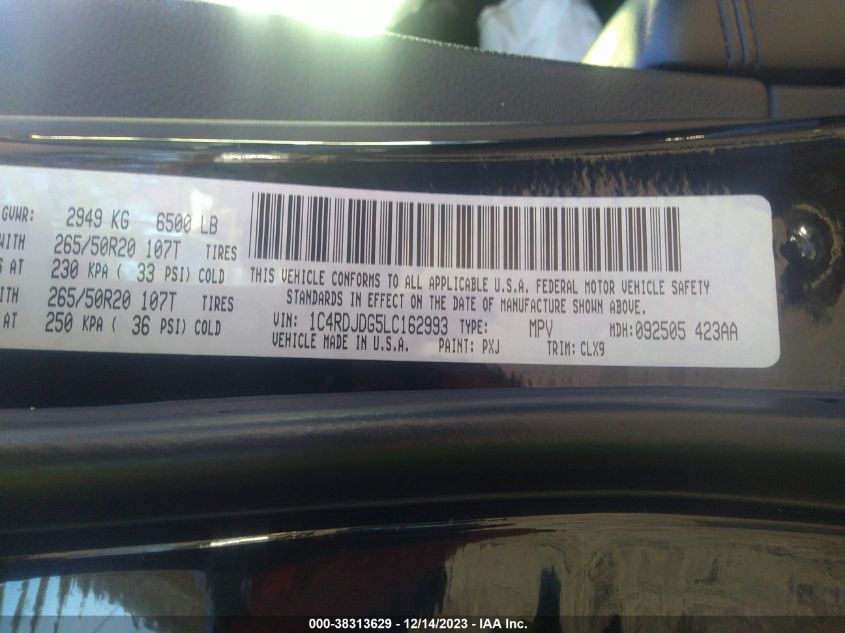 GVWR: 2949 KG 6500 LB
WITH 265/50R20 107T TIRES
S AT 230 KPA ( 33 PSI) COLD
WITH 265/50R20 107T TIRES
AT 250 KPA ( 36 PSI) COLD
THIS VEHICLE CONFORMS TO ALL APPLICABLE U.S.A. FEDERAL MOTOR VEHICLE SAFETY
STANDARDS IN EFFECT ON THE DATE OF MANUFACTURE SHOWN ABOVE.
VIN: 1C4RDJDG5LC162993 TYPE: MPV MDH:092505 423AA
VEHICLE MADE IN U.S.A. PAINT: PXJ TRIM: CLX9
000-38313629 - 12/14/2023 - IAA Inc.